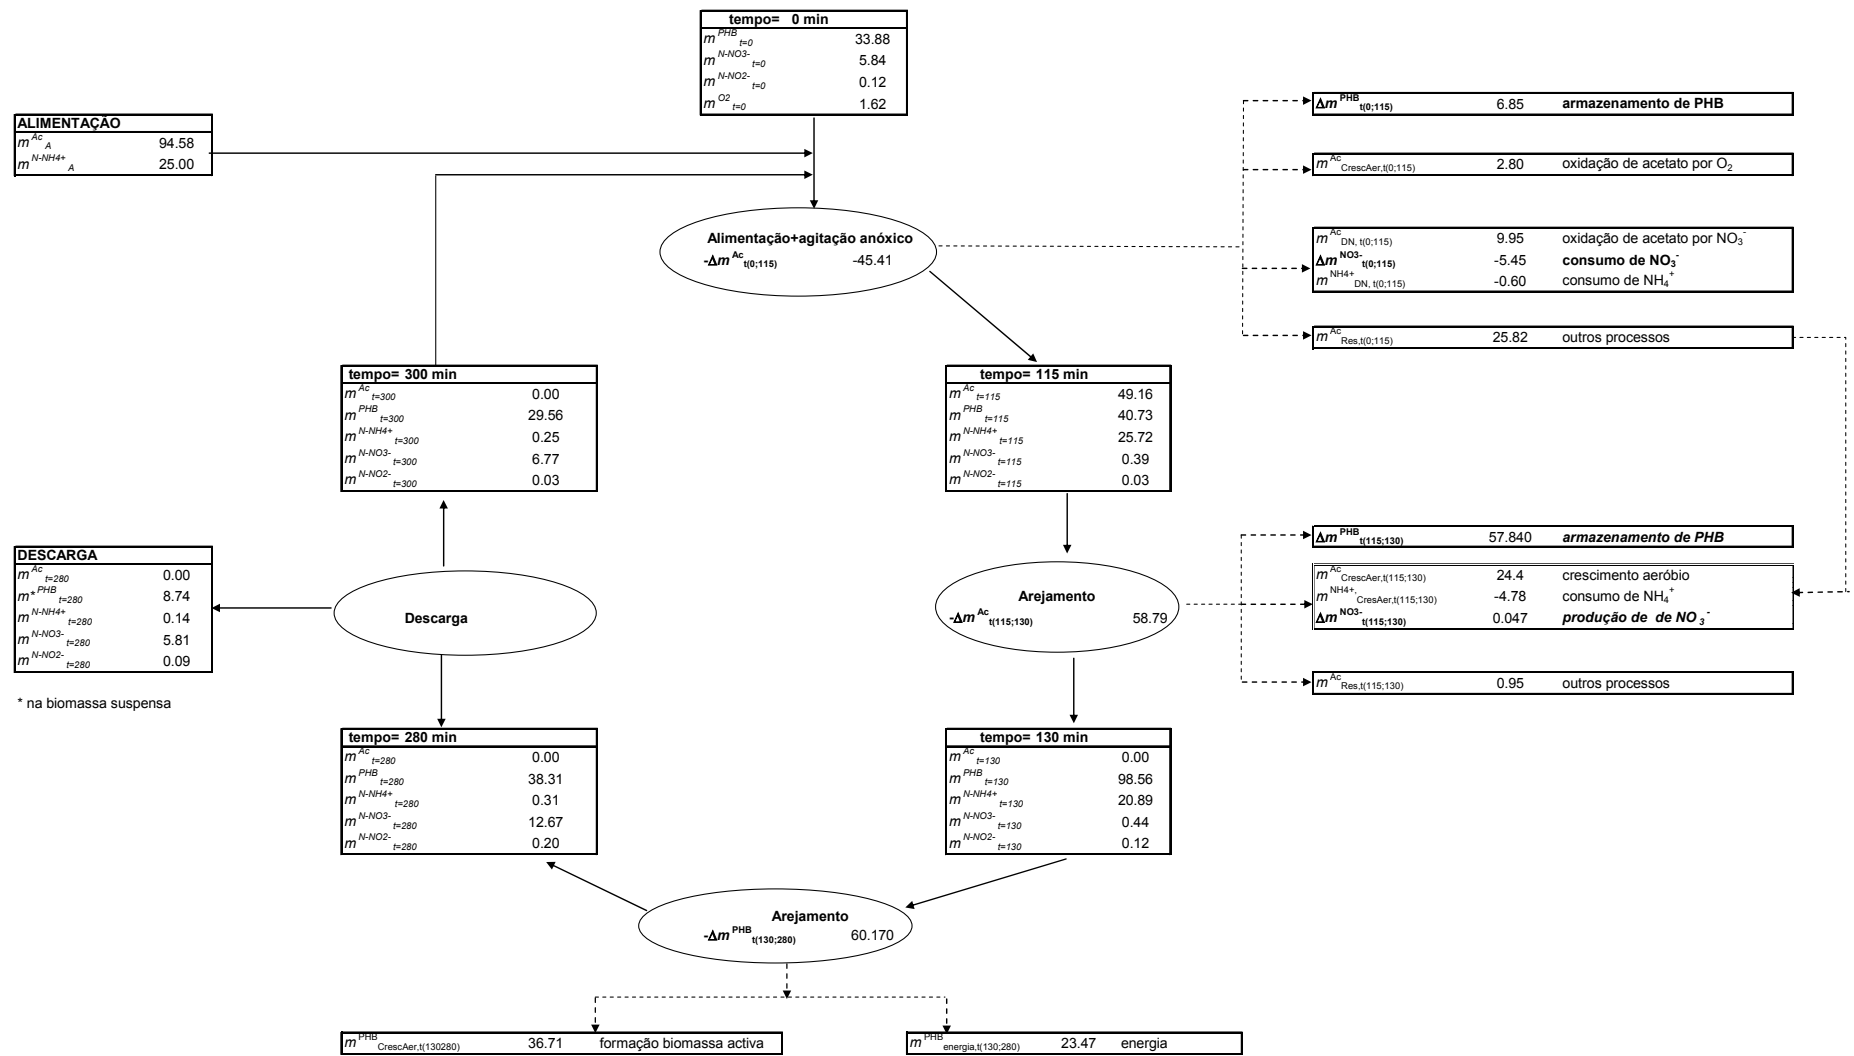 tempo= 0 min
m PHB t=0 33.88
m N-NO3- t=0 5.84
m N-NO2- t=0 0.12
m O2 t=0 1.62
ALIMENTAÇÃO
m Ac A 94.58
m N-NH4+ A 25.00
Δm PHB t(0;115) 6.85 armazenamento de PHB
m Ac CrescAer,t(0;115) 2.80 oxidação de acetato por O2
Alimentação+agitação anóxico
-Δm Ac t(0;115) -45.41
m Ac DN, t(0;115) 9.95 oxidação de acetato por NO3-
Δm NO3- t(0;115) -5.45 consumo de NO3-
m NH4+ DN, t(0;115) -0.60 consumo de NH4+
m Ac Res,t(0;115) 25.82 outros processos
tempo= 300 min
m Ac t=300 0.00
m PHB t=300 29.56
m N-NH4+ t=300 0.25
m N-NO3- t=300 6.77
m N-NO2- t=300 0.03
tempo= 115 min
m Ac t=115 49.16
m PHB t=115 40.73
m N-NH4+ t=115 25.72
m N-NO3- t=115 0.39
m N-NO2- t=115 0.03
DESCARGA
m Ac t=280 0.00
m* PHB t=280 8.74
m N-NH4+ t=280 0.14
m N-NO3- t=280 5.81
m N-NO2- t=280 0.09
* na biomassa suspensa
Descarga
Arejamento
-Δm Ac t(115;130) 58.79
Δm PHB t(115;130) 57.840 armazenamento de PHB
m Ac CrescAer,t(115;130) 24.4 crescimento aeróbio
m NH4+, CresAer,t(115;130) -4.78 consumo de NH4+
Δm NO3- t(115;130) 0.047 produção de de NO3-
m Ac Res,t(115;130) 0.95 outros processos
tempo= 280 min
m Ac t=280 0.00
m PHB t=280 38.31
m N-NH4+ t=280 0.31
m N-NO3- t=280 12.67
m N-NO2- t=280 0.20
tempo= 130 min
m Ac t=130 0.00
m PHB t=130 98.56
m N-NH4+ t=130 20.89
m N-NO3- t=130 0.44
m N-NO2- t=130 0.12
Arejamento
-Δm PHB t(130;280) 60.170
m PHB CrescAer,t(130280) 36.71 formação biomassa activa
m PHB energia,t(130;280) 23.47 energia